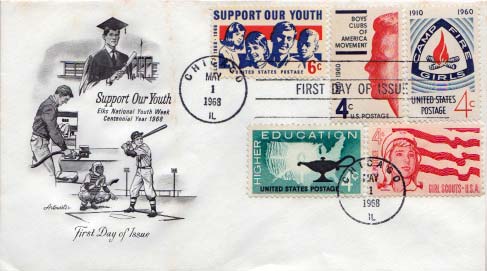 Support Our Youth
Elks National Youth Week
Centennial Year 1968
Artmaster
First Day of Issue
SUPPORT OUR YOUTH
1868-1968
UNITED STATES POSTAGE
6c
BOYS' CLUBS OF AMERICA MOVEMENT
1860
1960
4c
U.S. POSTAGE
1910 1960
CAMP FIRE GIRLS
UNITED STATES POSTAGE
4c
CHICAGO
MAY
1
1968
IL
FIRST DAY OF ISSUE
HIGHER EDUCATION
UNITED STATES POSTAGE
4c
GIRL SCOUTS - U.S.A.
CHICAGO
MAY
1
1968
IL